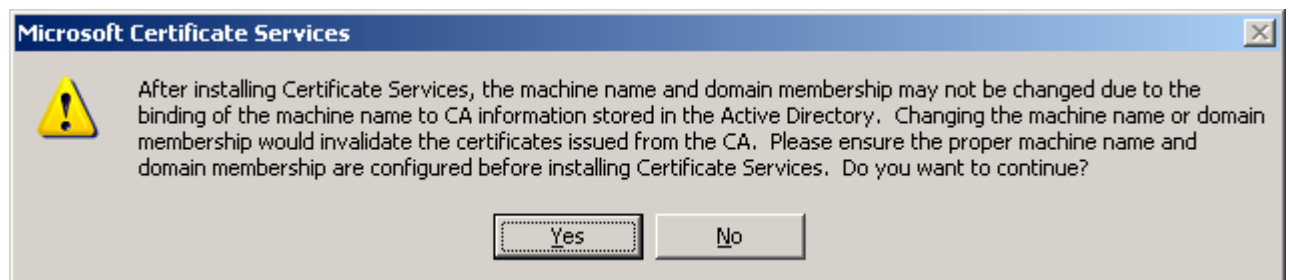 Microsoft Certificate Services
After installing Certificate Services, the machine name and domain membership may not be changed due to the
binding of the machine name to CA information stored in the Active Directory.  Changing the machine name or domain
membership would invalidate the certificates issued from the CA.  Please ensure the proper machine name and
domain membership are configured before installing Certificate Services.  Do you want to continue?
Yes No